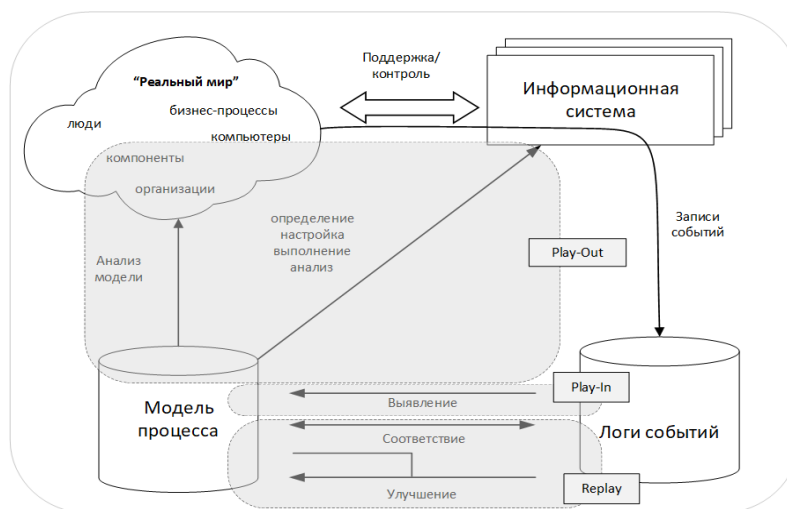 “Реальный мир”
бизнес-процессы
люди
компьютеры
компоненты
организации
Поддержка/
контроль
Информационная
система
Записи
событий
определение
настройка
выполнение
анализ
Play-Out
Анализ
модели
Модель
процесса
Play-In
Выявление
Соответствие
Улучшение
Replay
Логи событий